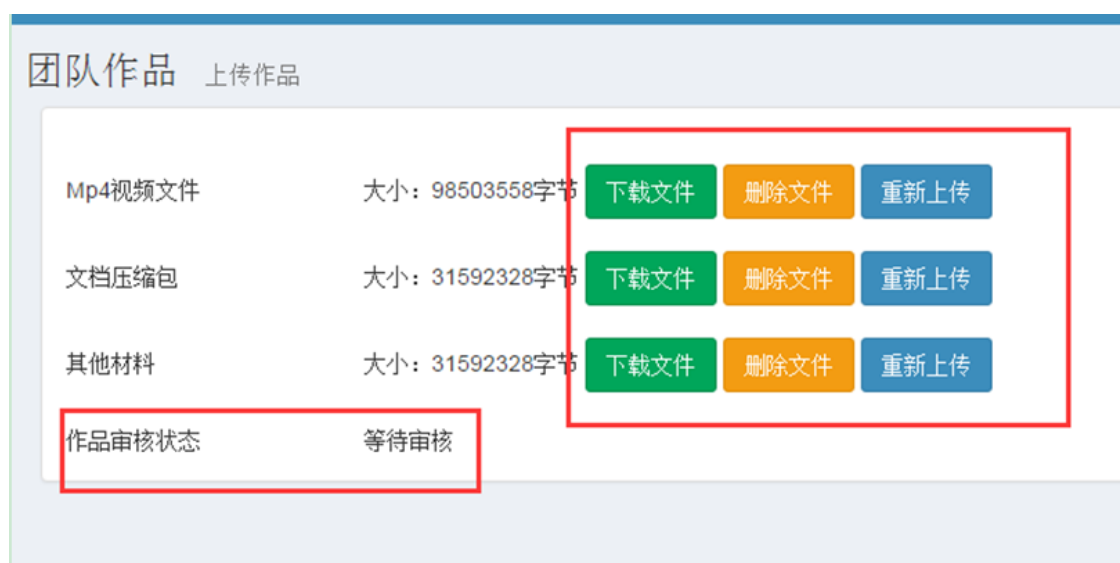 团队作品 上传作品
Mp4视频文件 大小：98503558字节 下载文件 删除文件 重新上传
文档压缩包 大小：31592328字节 下载文件 删除文件 重新上传
其他材料 大小：31592328字节 下载文件 删除文件 重新上传
作品审核状态 等待审核